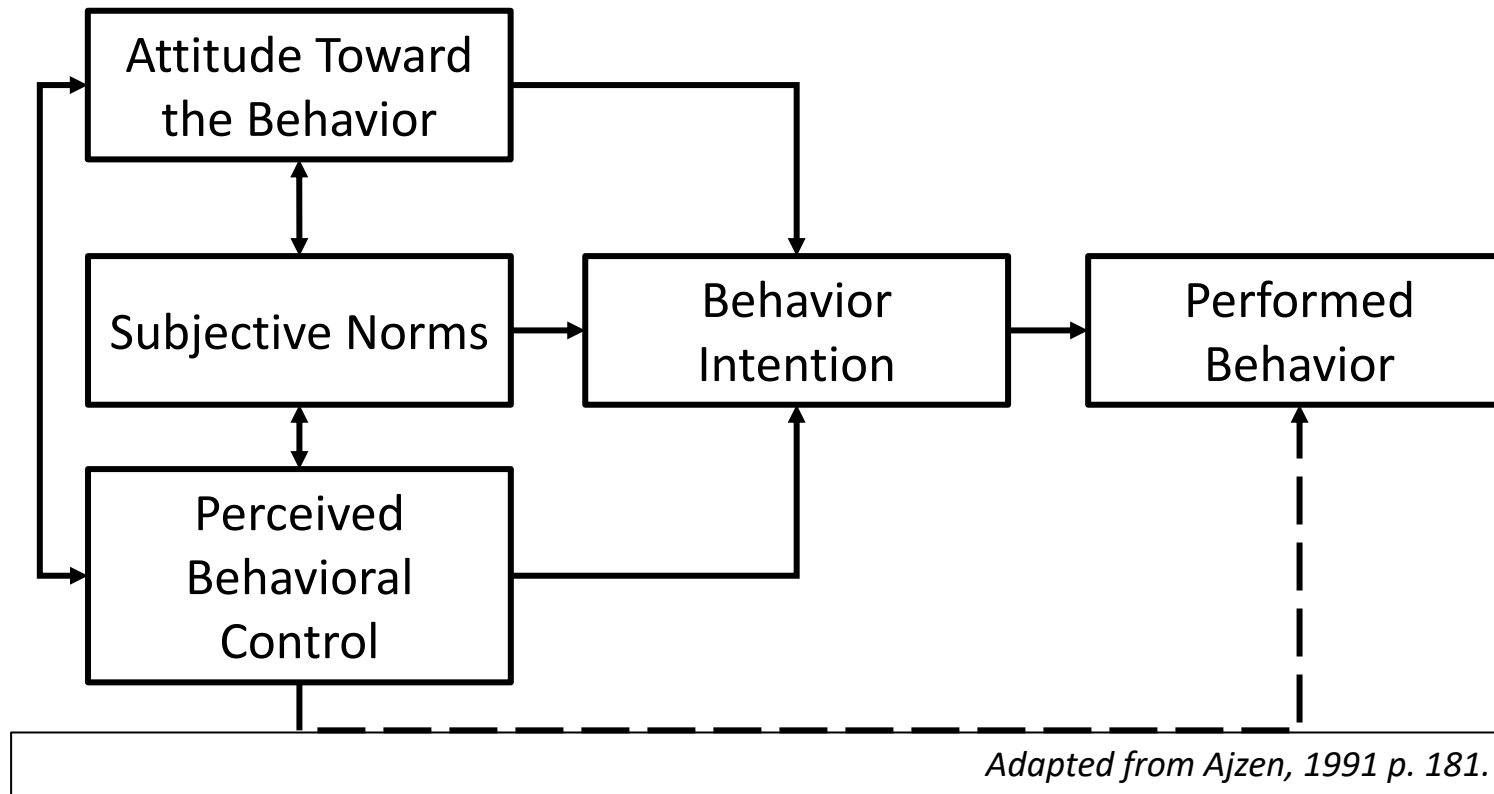 Attitude Toward
the Behavior
Subjective Norms
Behavior
Intention
Performed
Behavior
Perceived
Behavioral
Control
Adapted from Ajzen, 1991 p. 181.